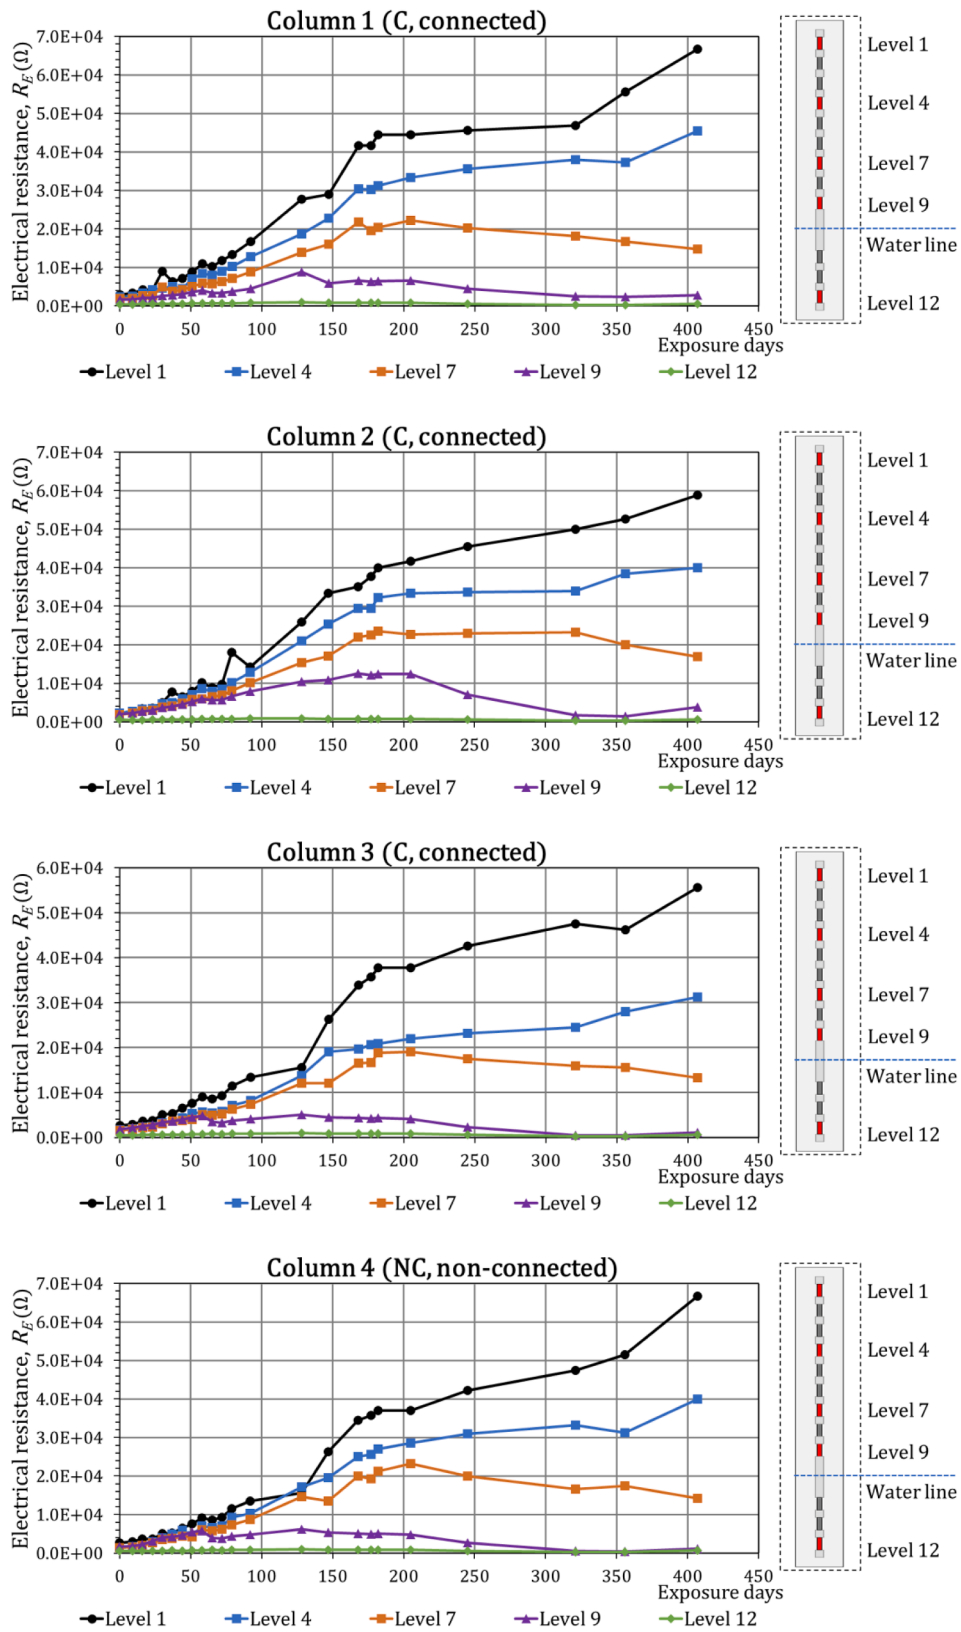 Column 1 (C, connected)
Electrical resistance, R_E (Ω)
7.0E+04
6.0E+04
5.0E+04
4.0E+04
3.0E+04
2.0E+04
1.0E+04
0.0E+00
0 50 100 150 200 250 300 350 400 450
Exposure days
Level 1 Level 4 Level 7 Level 9 Level 12
Level 1
Level 4
Level 7
Level 9
Water line
Level 12
Column 2 (C, connected)
Electrical resistance, R_E (Ω)
7.0E+04
6.0E+04
5.0E+04
4.0E+04
3.0E+04
2.0E+04
1.0E+04
0.0E+00
0 50 100 150 200 250 300 350 400 450
Exposure days
Level 1 Level 4 Level 7 Level 9 Level 12
Level 1
Level 4
Level 7
Level 9
Water line
Level 12
Column 3 (C, connected)
Electrical resistance, R_E (Ω)
6.0E+04
5.0E+04
4.0E+04
3.0E+04
2.0E+04
1.0E+04
0.0E+00
0 50 100 150 200 250 300 350 400 450
Exposure days
Level 1 Level 4 Level 7 Level 9 Level 12
Level 1
Level 4
Level 7
Level 9
Water line
Level 12
Column 4 (NC, non-connected)
Electrical resistance, R_E (Ω)
7.0E+04
6.0E+04
5.0E+04
4.0E+04
3.0E+04
2.0E+04
1.0E+04
0.0E+00
0 50 100 150 200 250 300 350 400 450
Exposure days
Level 1 Level 4 Level 7 Level 9 Level 12
Level 1
Level 4
Level 7
Level 9
Water line
Level 12